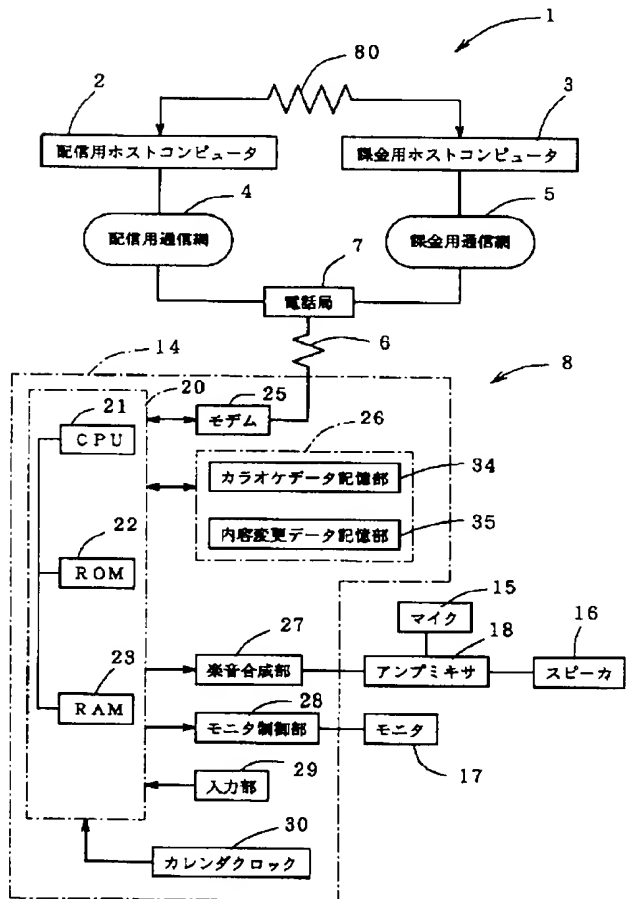 1
80
2
3
配信用ホストコンピュータ
課金用ホストコンピュータ
4
5
配信用通信網
課金用通信網
7
電話局
6
14
8
20
25
21
モデム
26
CPU
カラオケデータ記憶部
34
22
内容変更データ記憶部
35
ROM
15
27
マイク
18
16
23
楽音合成部
アンプミキサ
スピーカ
RAM
28
モニタ制御部
モニタ
29
17
入力部
30
カレンダクロック